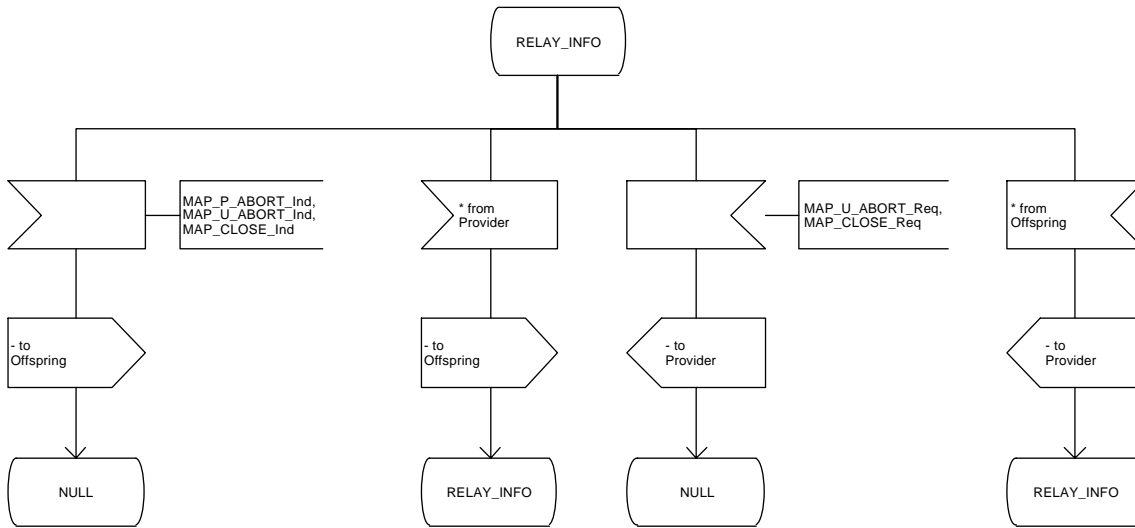 RELAY_INFO
MAP_P_ABORT_Ind,
MAP_U_ABORT_Ind,
MAP_CLOSE_Ind
* from
Provider
MAP_U_ABORT_Req,
MAP_CLOSE_Req
* from
Offspring
- to
Offspring
- to
Offspring
- to
Provider
- to
Provider
NULL
RELAY_INFO
NULL
RELAY_INFO